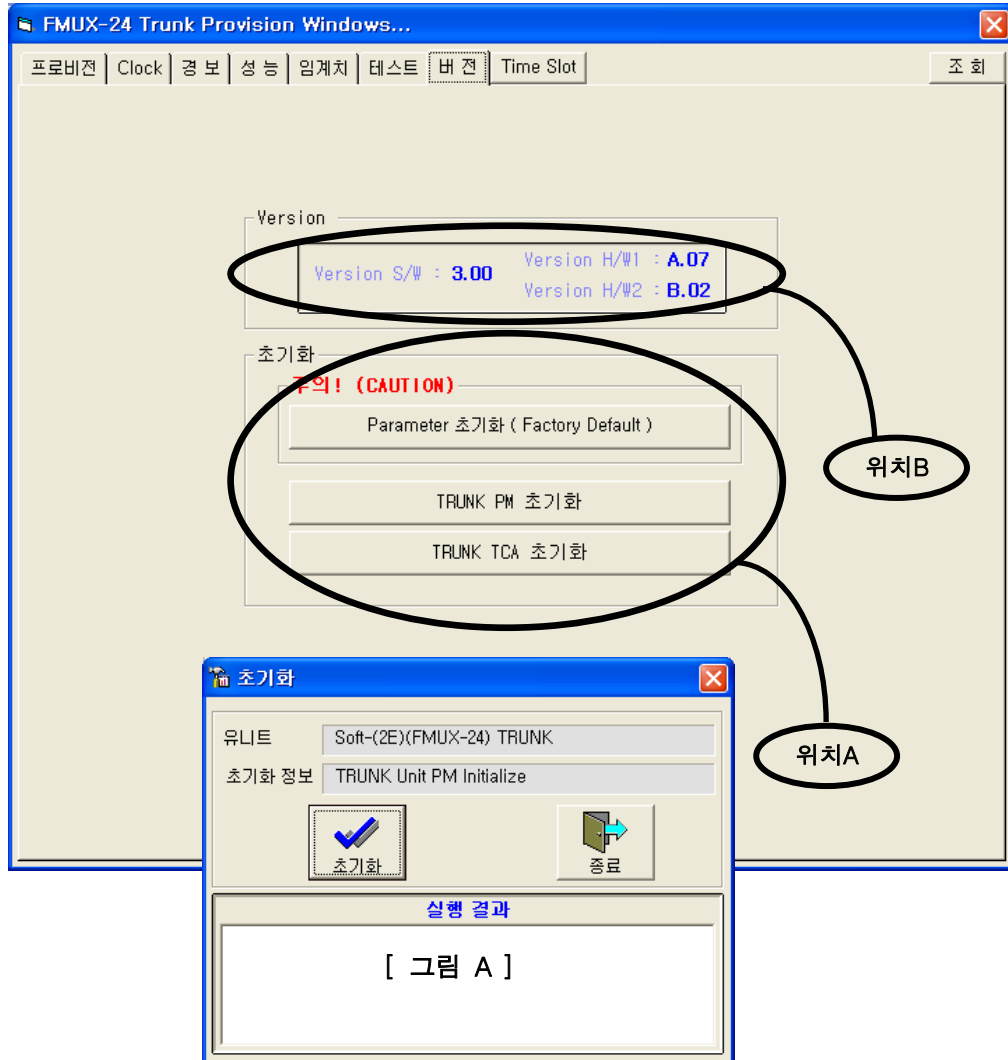 FMUX-24 Trunk Provision Windows...
프로비전 Clock 경 보 성 능 임계치 테스트 버 전 Time Slot 조 회
Version
Version S/W : 3.00
Version H/W1 : A.07
Version H/W2 : B.02
초기화
주의! (CAUTION)
Parameter 초기화 ( Factory Default )
위치B
TRUNK PM 초기화
TRUNK TCA 초기화
위치A
초기화
유니트 Soft-(2E)(FMUX-24) TRUNK
초기화 정보 TRUNK Unit PM Initialize
초기화 종료
실행 결과
[ 그림 A ]